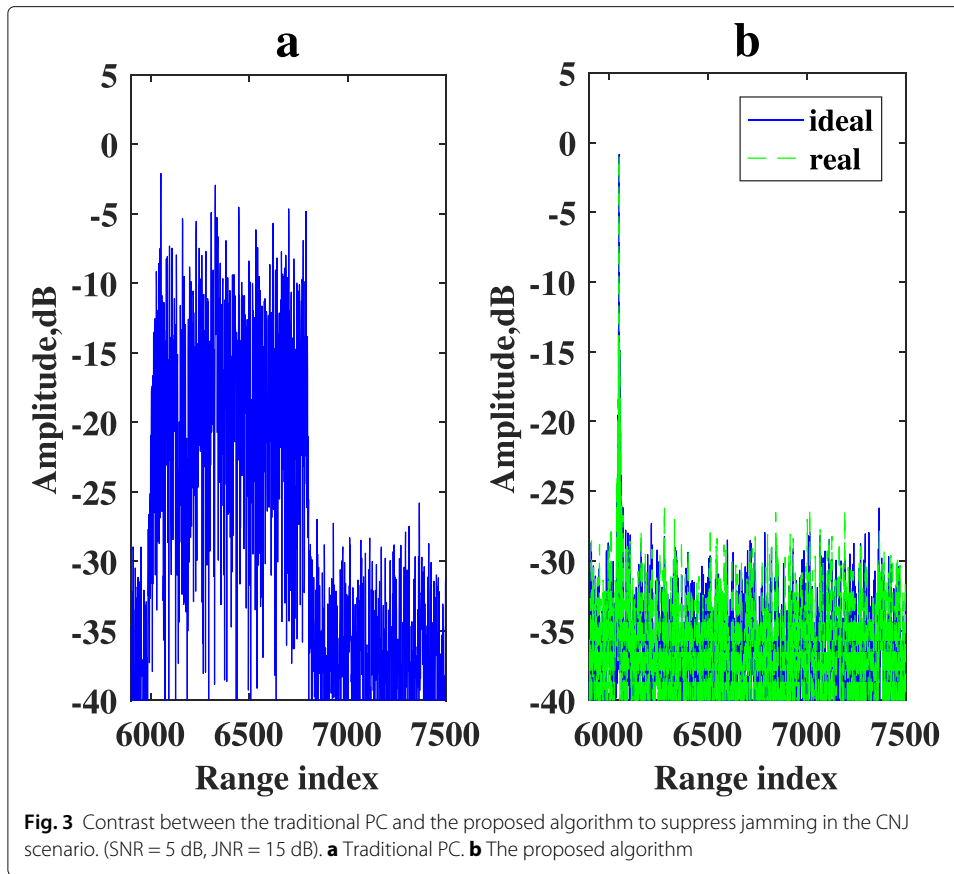 a
b
5
0
-5
-10
-15
-20
-25
-30
-35
-40
Amplitude,dB
6000 6500 7000 7500
Range index
5
0
-5
-10
-15
-20
-25
-30
-35
-40
Amplitude,dB
ideal
real
6000 6500 7000 7500
Range index
Fig. 3 Contrast between the traditional PC and the proposed algorithm to suppress jamming in the CNJ
scenario. (SNR = 5 dB, JNR = 15 dB). a Traditional PC. b The proposed algorithm